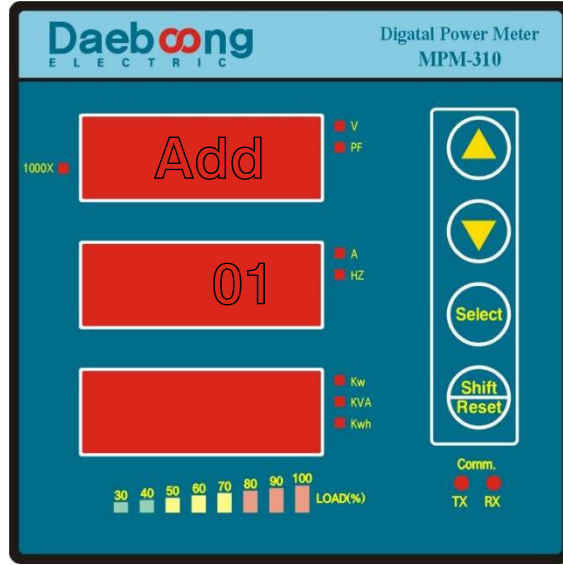 Daeboong
ELECTRIC
Digatal Power Meter
MPM-310
V
PF
1000X
Add
A
HZ
01
Select
Kw
KVA
Kwh
Shift
Reset
30 40 50 60 70 80 90 100
LOAD(%)
Comm.
TX RX